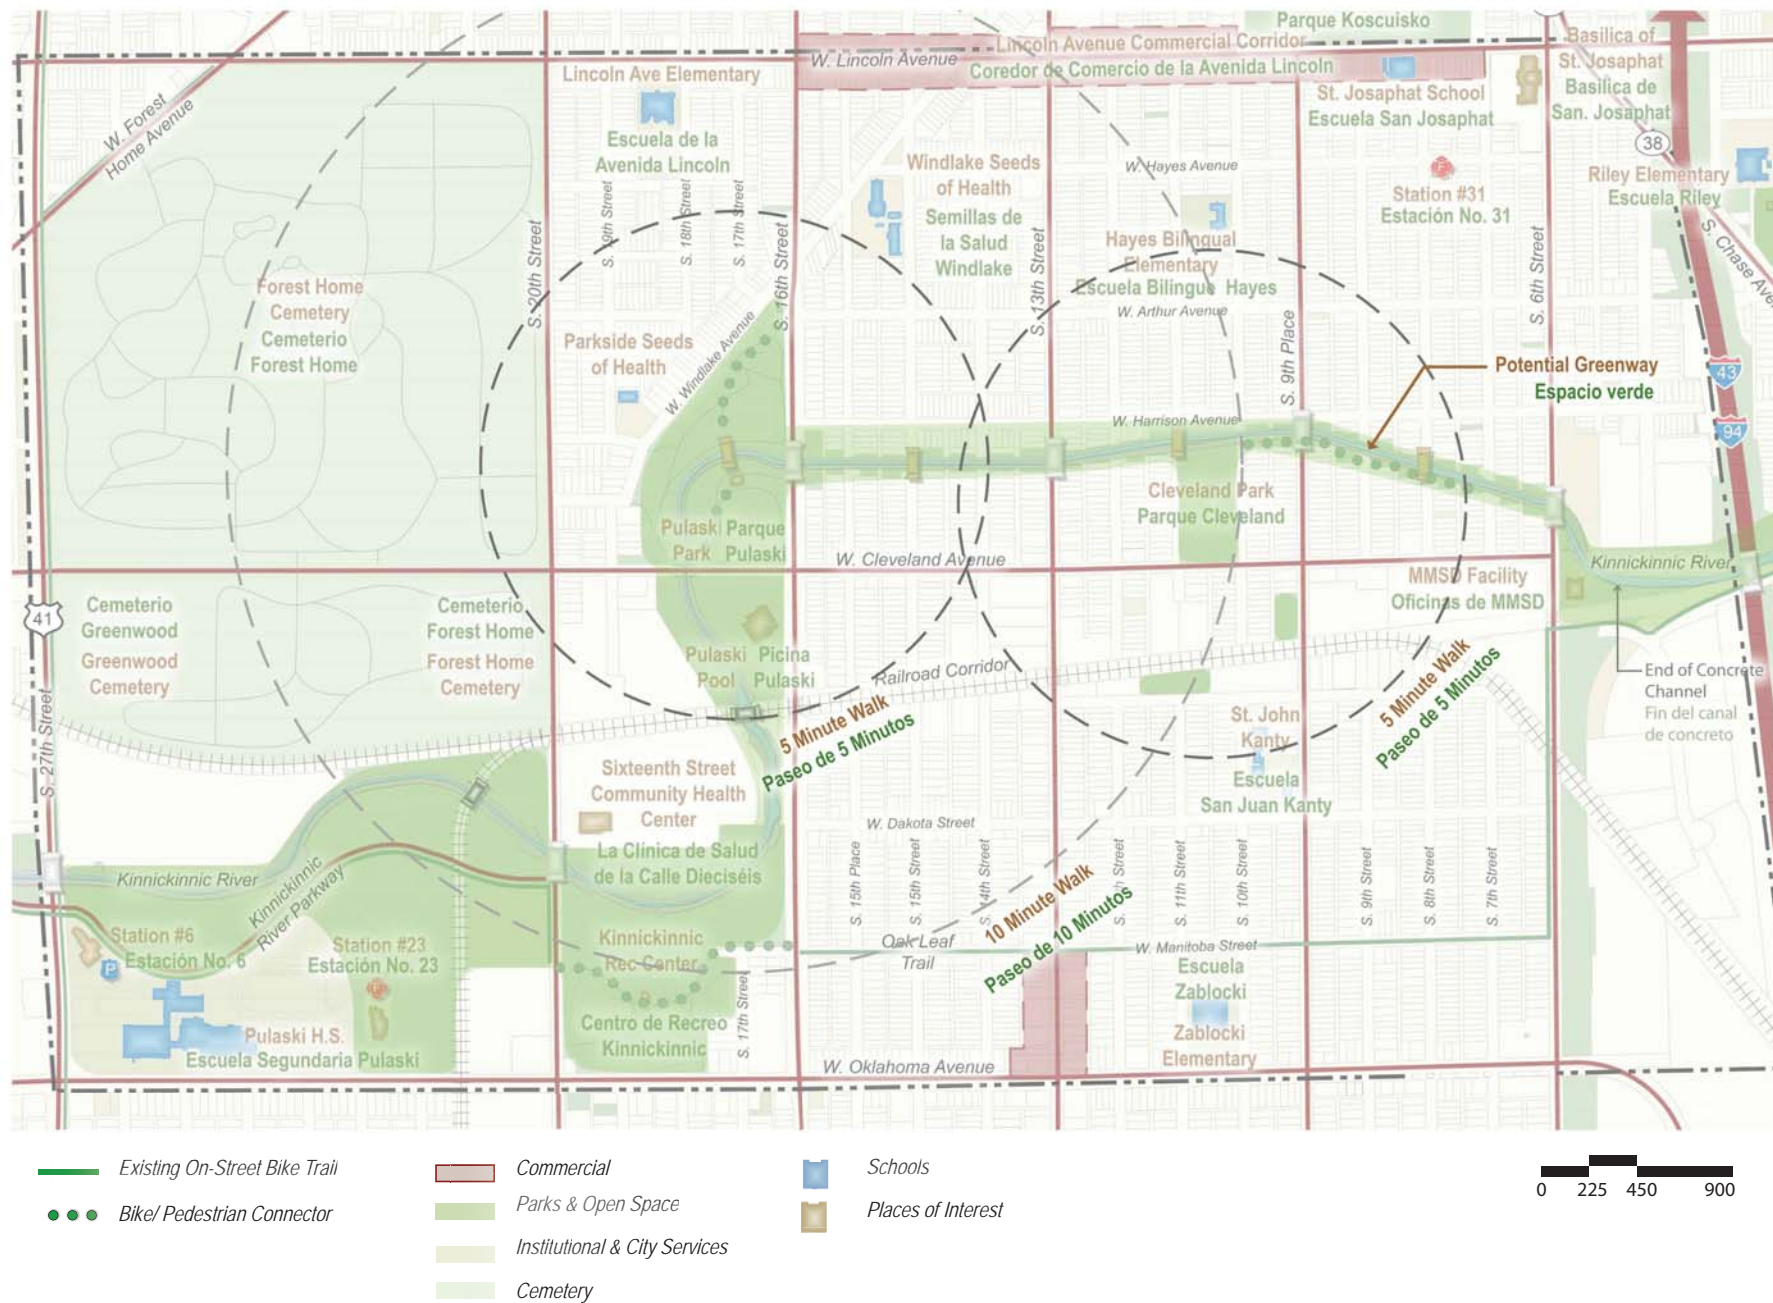 Parque Koscuisko
Lincoln Avenue Commercial Corridor
Coredor de Comercio de la Avenida Lincoln
W. Lincoln Avenue
Basilica of
St. Josaphat
Basilica de
San. Josaphat
W. Forest
Home Avenue
Lincoln Ave Elementary
Escuela de la
Avenida Lincoln
St. Josaphat School
Escuela San Josaphat
38
Windlake Seeds
of Health
Semillas de
la Salud
Windlake
W. Hayes Avenue
Station #31
Estación No. 31
Riley Elementary
Escuela Riley
S. Chase Ave
S. 19th Street
S. 18th Street
S. 17th Street
S. 20th Street
S. 16th Street
S. 13th Street
S. 9th Place
S. 6th Street
Hayes Bilingual
Elementary
Escuela Bilingue Hayes
W. Arthur Avenue
Forest Home
Cemetery
Cemeterio
Forest Home
Parkside Seeds
of Health
W. Windlake Avenue
Potential Greenway
Espacio verde
43
94
W. Harrison Avenue
Cleveland Park
Parque Cleveland
Pulaski
Park
Parque
Pulaski
W. Cleveland Avenue
Kinnickinnic River
MMSD Facility
Oficinas de MMSD
41
Cemeterio
Greenwood
Greenwood
Cemetery
Cemeterio
Forest Home
Forest Home
Cemetery
Pulaski
Pool
Picina
Pulaski
Railroad Corridor
5 Minute Walk
Paseo de 5 Minutos
5 Minute Walk
Paseo de 5 Minutos
End of Concrete
Channel
Fin del canal
de concreto
S. 27th Street
St. John
Kanty
Escuela
San Juan Kanty
Sixteenth Street
Community Health
Center
La Clinica de Salud
de la Calle Dieciséis
W. Dakota Street
S. 15th Place
S. 15th Street
S. 14th Street
h Street
S. 11th Street
S. 10th Street
S. 9th Street
S. 8th Street
S. 7th Street
10 Minute Walk
Paseo de 10 Minutos
Kinnickinnic River
Kinnickinnic
River Parkway
Station #6
Estación No. 6
P
Station #23
Estación No. 23
F
F
Kinnickinnic
Rec Center
Centro de Recreo
Kinnickinnic
S. 17th Street
Oak Leaf
Trail
W. Manitoba Street
Escuela
Zablocki
Zablocki
Elementary
Pulaski H.S.
Escuela Segundaria Pulaski
W. Oklahoma Avenue
Existing On-Street Bike Trail
Bike/ Pedestrian Connector
Commercial
Parks & Open Space
Institutional & City Services
Cemetery
Schools
Places of Interest
0 225 450 900